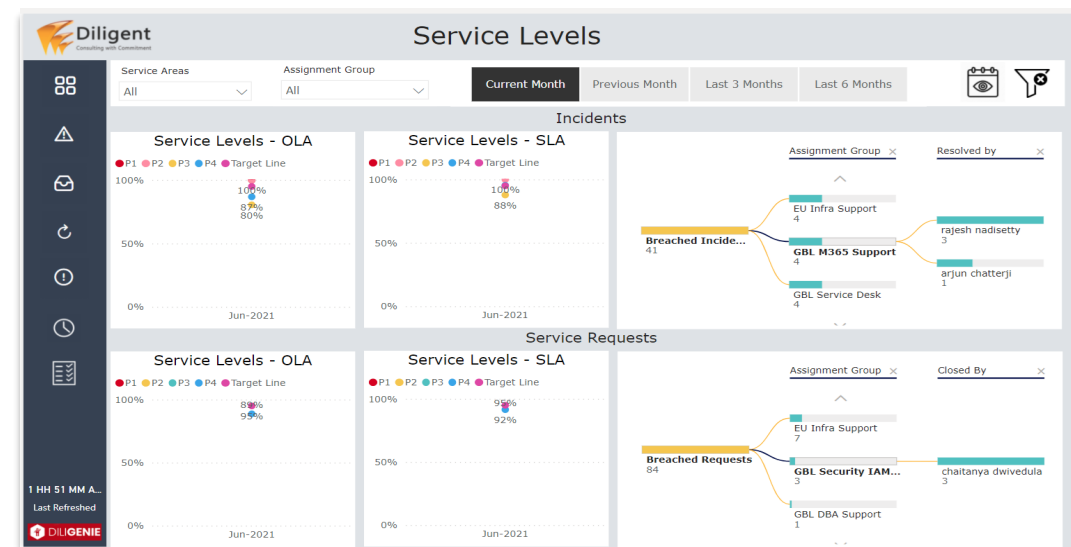 Diligent
Consulting with Commitment
Service Levels
Service Areas
All
Assignment Group
All
Current Month
Previous Month
Last 3 Months
Last 6 Months
Incidents
Service Levels - OLA
P1 P2 P3 P4 Target Line
100%
100%
87%
80%
50%
0%
Jun-2021
Service Levels - SLA
P1 P2 P3 P4 Target Line
100%
100%
88%
50%
0%
Jun-2021
Assignment Group
Resolved by
Breached Incide...
41
EU Infra Support
4
GBL M365 Support
4
GBL Service Desk
4
rajesh nadisetty
3
arjun chatterji
1
Service Requests
Service Levels - OLA
P1 P2 P3 P4 Target Line
100%
89%
95%
50%
0%
Jun-2021
Service Levels - SLA
P1 P2 P3 P4 Target Line
100%
95%
92%
50%
0%
Jun-2021
Assignment Group
Closed By
Breached Requests
84
EU Infra Support
7
GBL Security IAM...
3
GBL DBA Support
1
chaitanya dwivedula
3
1 HH 51 MM A...
Last Refreshed
DILIGENIE